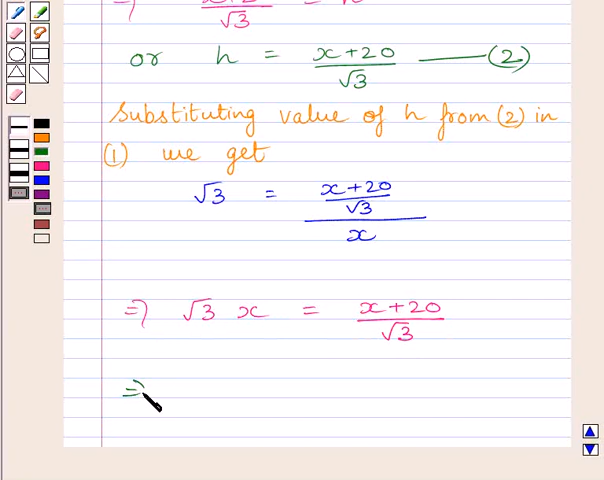 or h = x+20/√3 —— (2)
Substituting value of h from (2) in
(1) we get
√3 = x+20/√3 / x
=> √3 x = x+20/√3
=>